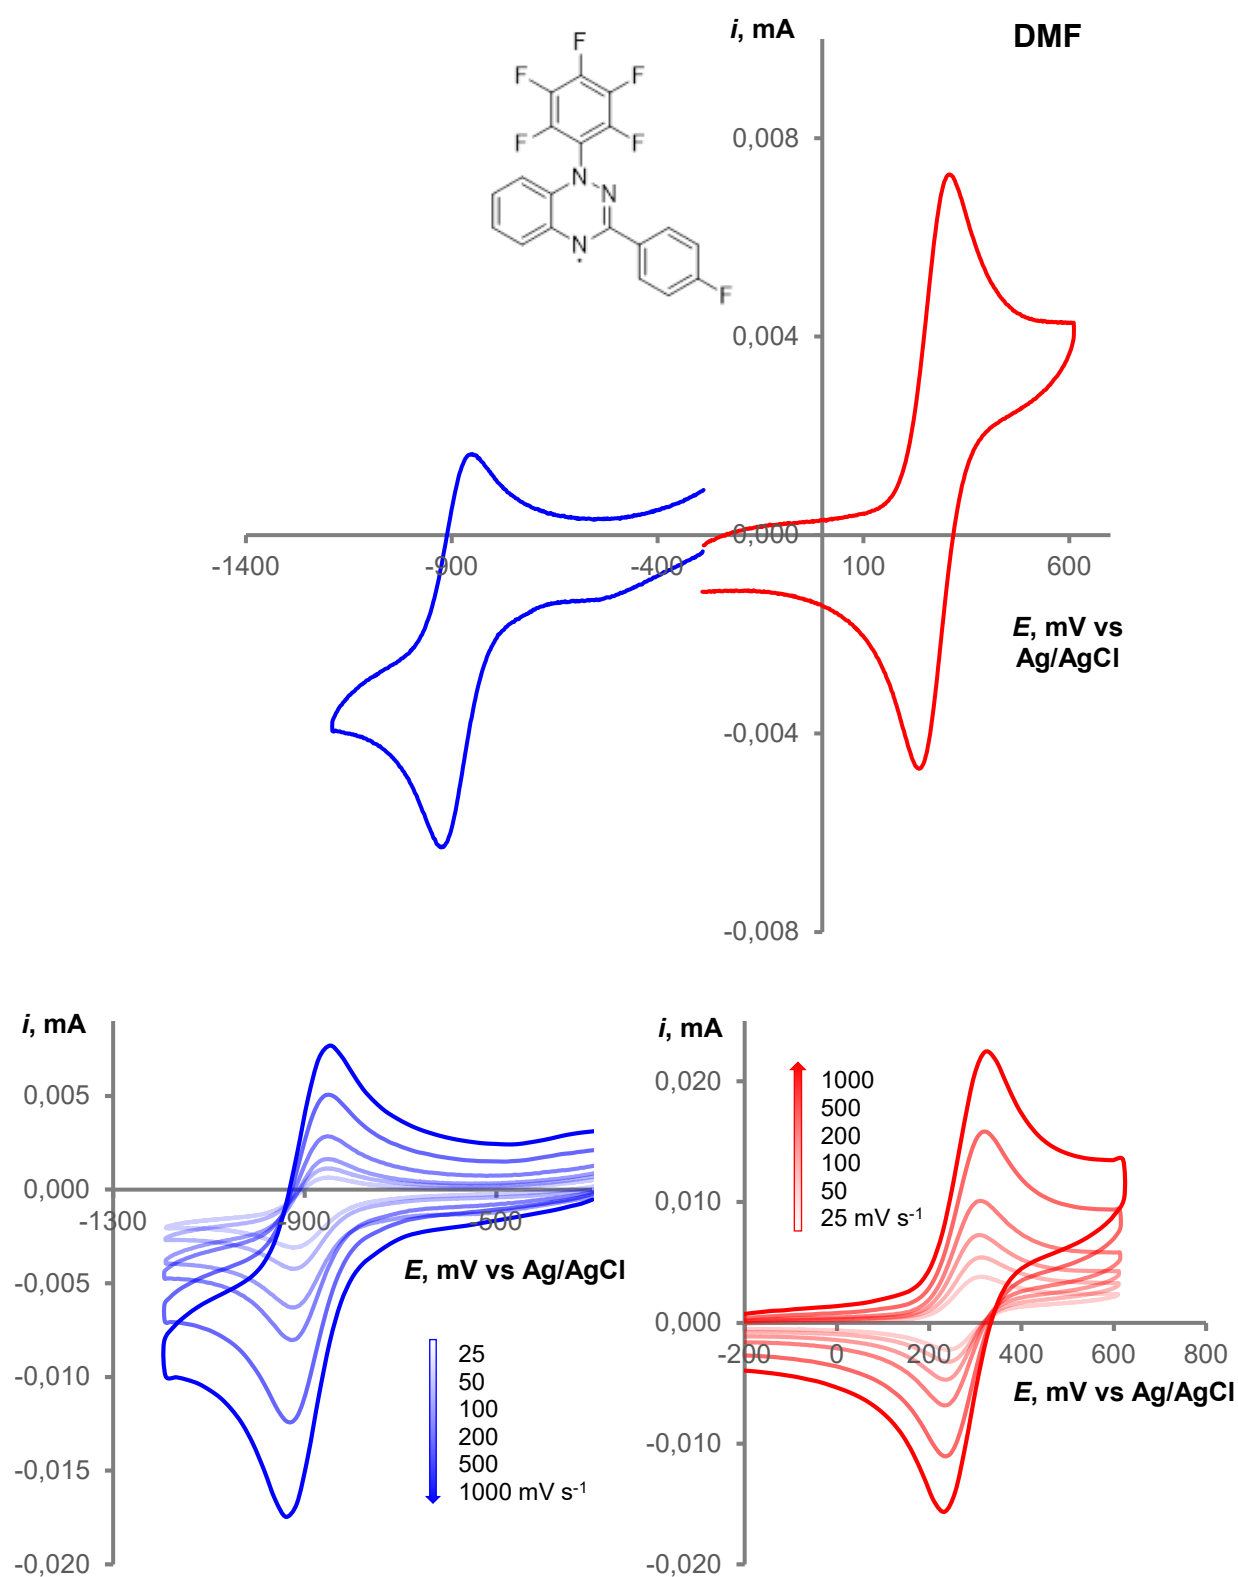 i, mA
DMF
F
F
F
F
F
N
N
N
F
0,008
0,004
0,000
-1400
-900
-400
100
600
E, mV vs
Ag/AgCl
-0,004
-0,008
i, mA
0,005
0,000
-1300
-900
-500
-0,005
E, mV vs Ag/AgCl
-0,010
-0,015
-0,020
25
50
100
200
500
1000 mV s-1
i, mA
0,020
0,010
0,000
-0,010
-0,020
1000
500
200
100
50
25 mV s-1
-200
0
200
400
600
800
E, mV vs Ag/AgCl